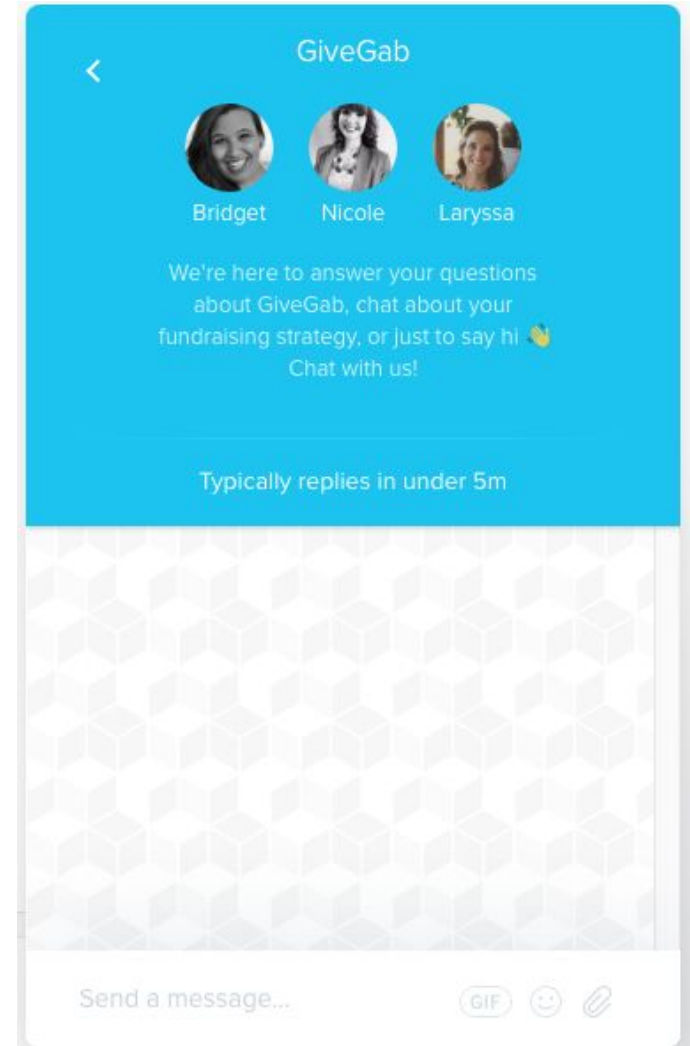 GiveGab
Bridget Nicole Laryssa
We're here to answer your questions
about GiveGab, chat about your
fundraising strategy, or just to say hi 👋
Chat with us!
Typically replies in under 5m
Send a message...
GIF